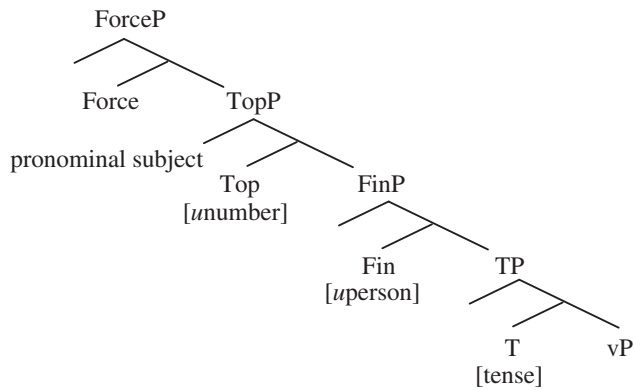 ForceP
Force
TopP
pronominal subject
Top
[unumber]
FinP
Fin
[uperson]
TP
T
[tense]
vP